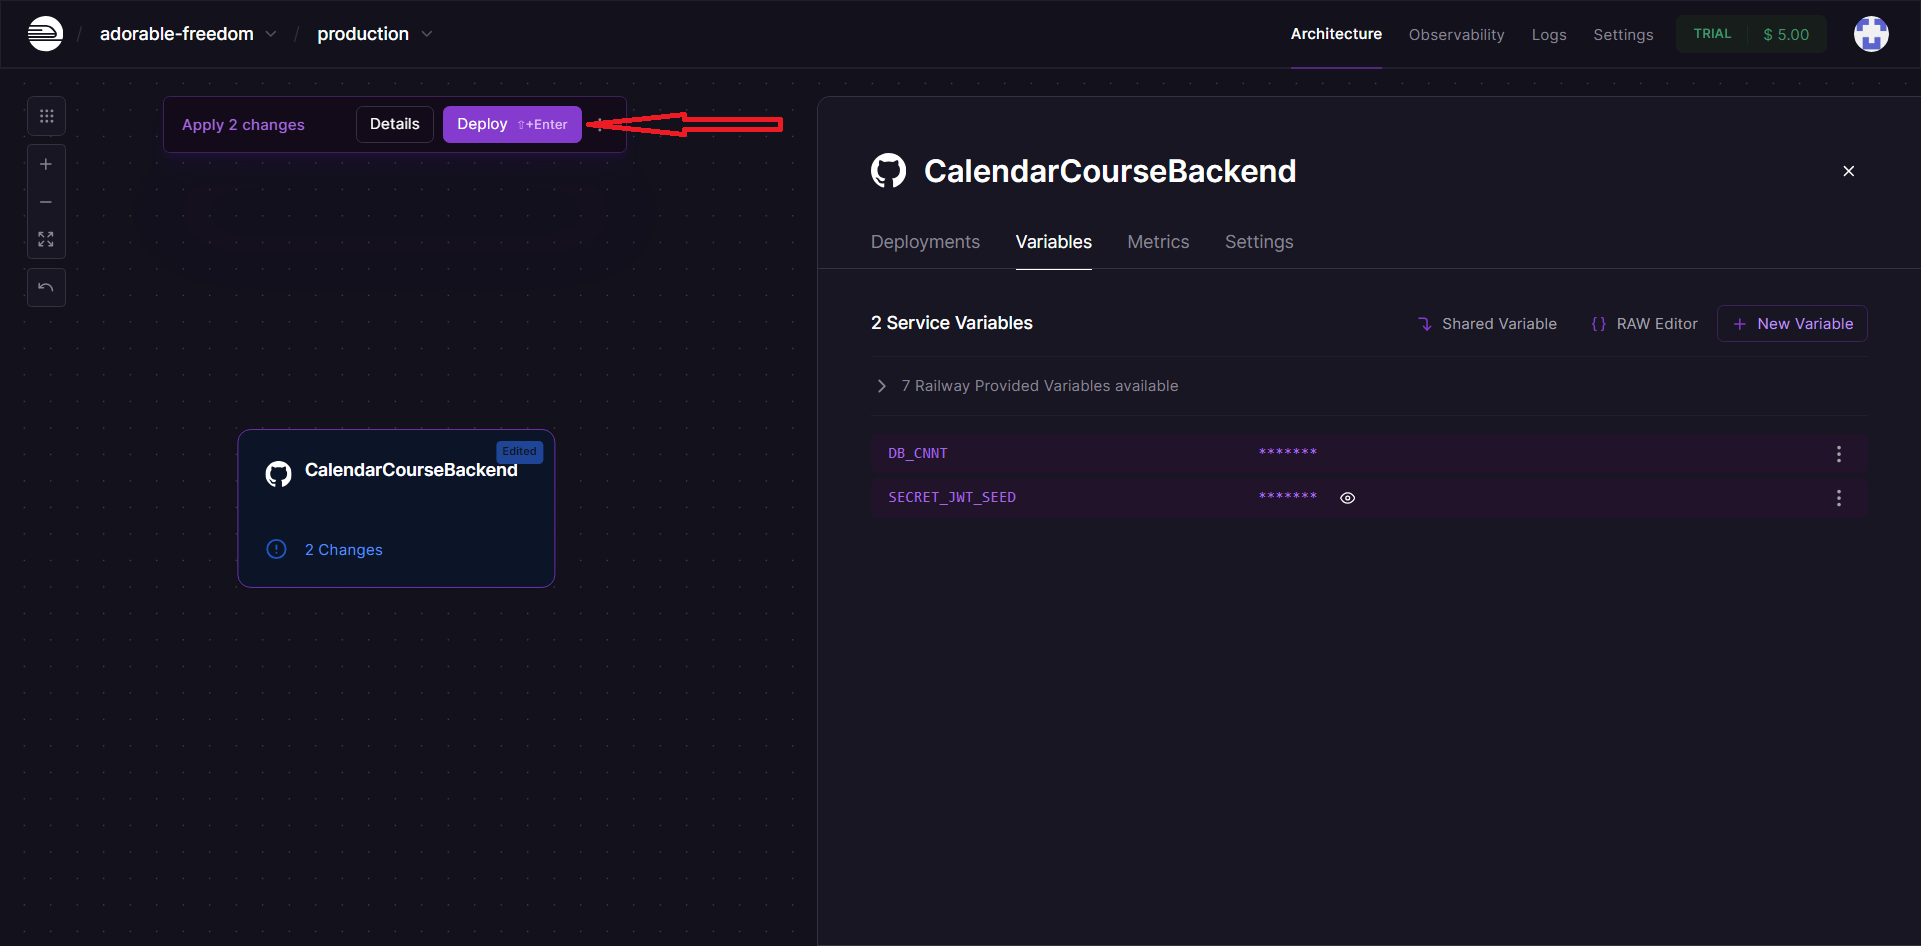 / adorable-freedom / production
Architecture Observability Logs Settings TRIAL $ 5.00
Apply 2 changes Details Deploy ⇧+Enter
CalendarCourseBackend
Deployments Variables Metrics Settings
2 Service Variables Shared Variable {} RAW Editor + New Variable
7 Railway Provided Variables available
DB_CNNT *******
SECRET_JWT_SEED *******
Edited
CalendarCourseBackend
2 Changes